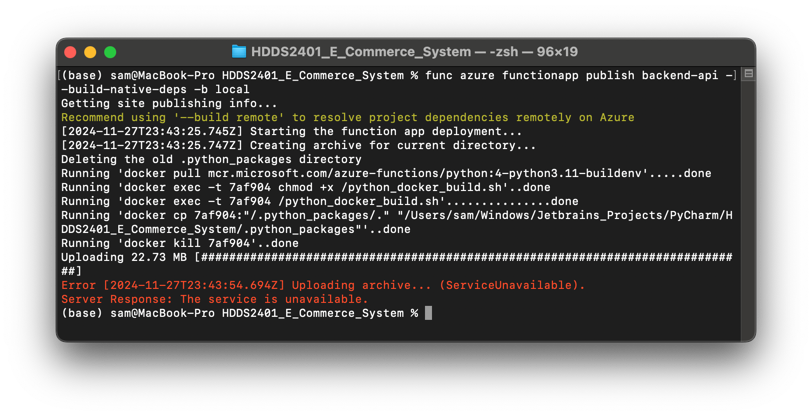 HDDS2401_E_Commerce_System — -zsh — 96×19
[(base) sam@MacBook-Pro HDDS2401_E_Commerce_System % func azure functionapp publish backend-api -]
-build-native-deps -b local
Getting site publishing info...
Recommend using '--build remote' to resolve project dependencies remotely on Azure
[2024-11-27T23:43:25.745Z] Starting the function app deployment...
[2024-11-27T23:43:25.747Z] Creating archive for current directory...
Deleting the old .python_packages directory
Running 'docker pull mcr.microsoft.com/azure-functions/python:4-python3.11-buildenv'.....done
Running 'docker exec -t 7af904 chmod +x /python_docker_build.sh'..done
Running 'docker exec -t 7af904 /python_docker_build.sh'...............done
Running 'docker cp 7af904:"/.python_packages/." "/Users/sam/Windows/Jetbrains_Projects/PyCharm/H
DDS2401_E_Commerce_System/.python_packages"'..done
Running 'docker kill 7af904'..done
Uploading 22.73 MB [############################################################################
##]
Error [2024-11-27T23:43:54.694Z] Uploading archive... (ServiceUnavailable).
Server Response: The service is unavailable.
(base) sam@MacBook-Pro HDDS2401_E_Commerce_System %